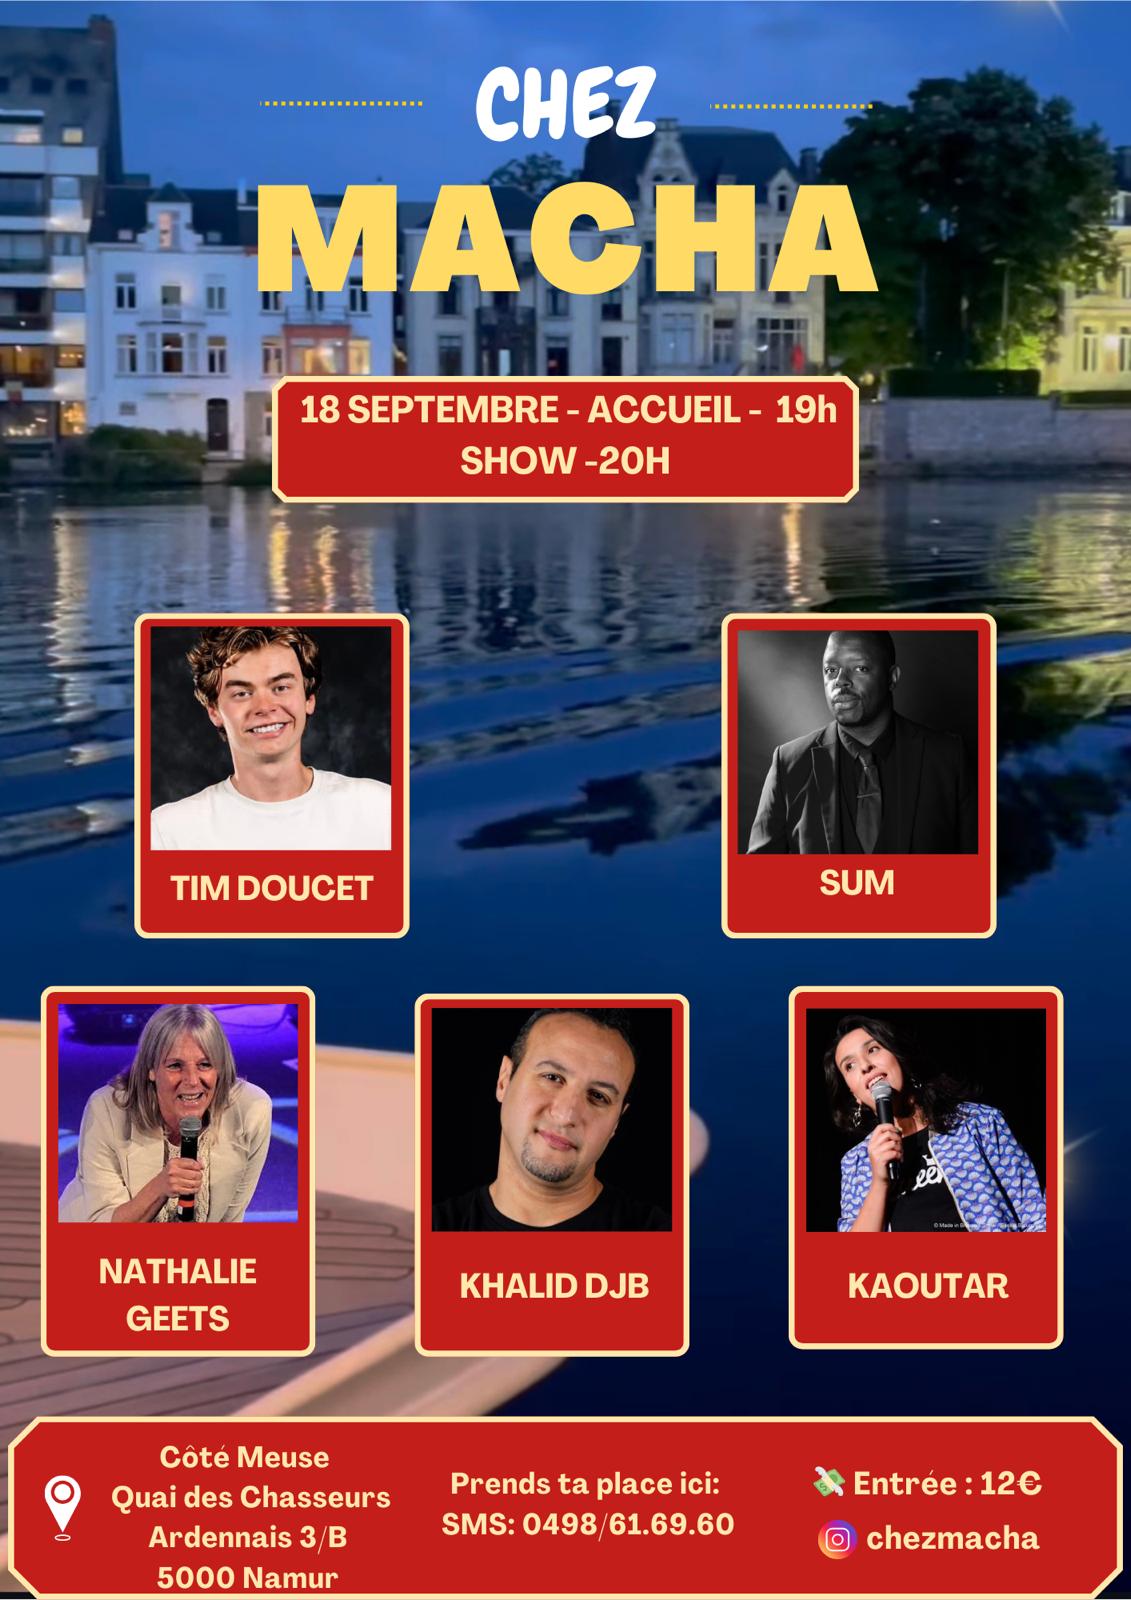 CHEZ
MACHA
18 SEPTEMBRE - ACCUEIL - 19h
SHOW -20H
TIM DOUCET
SUM
NATHALIE
GEETS
KHALID DJB
KAOUTAR
Côté Meuse
Quai des Chasseurs
Ardennais 3/B
5000 Namur
Prends ta place ici:
SMS: 0498/61.69.60
Entrée : 12€
chezmacha